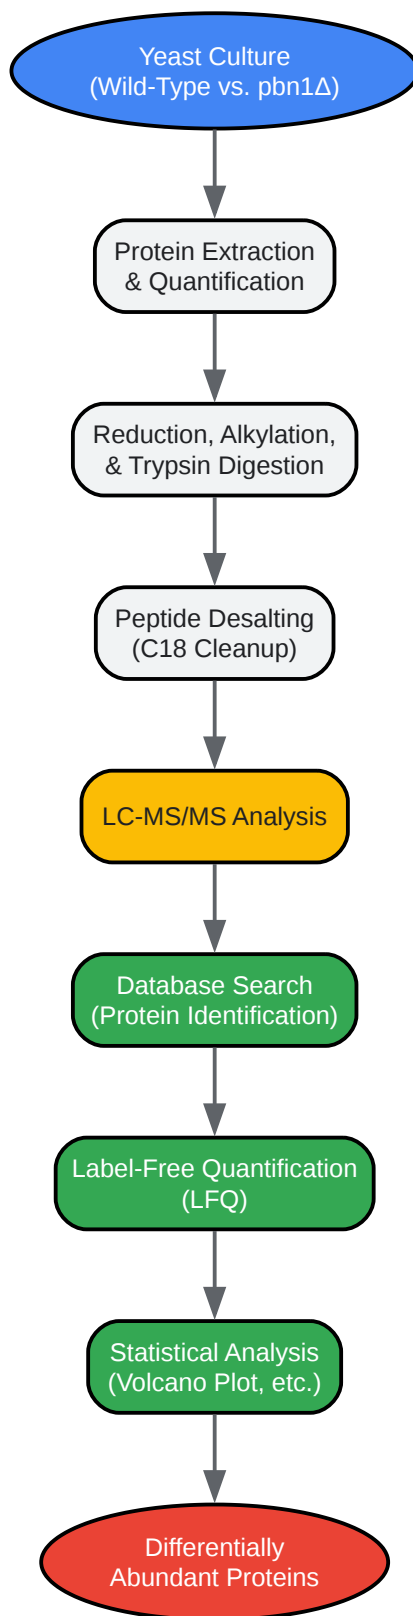 Yeast Culture
(Wild-Type vs. pbn1Δ)
Protein Extraction
& Quantification
Reduction, Alkylation,
& Trypsin Digestion
Peptide Desalting
(C18 Cleanup)
LC-MS/MS Analysis
Database Search
(Protein Identification)
Label-Free Quantification
(LFQ)
Statistical Analysis
(Volcano Plot, etc.)
Differentially
Abundant Proteins